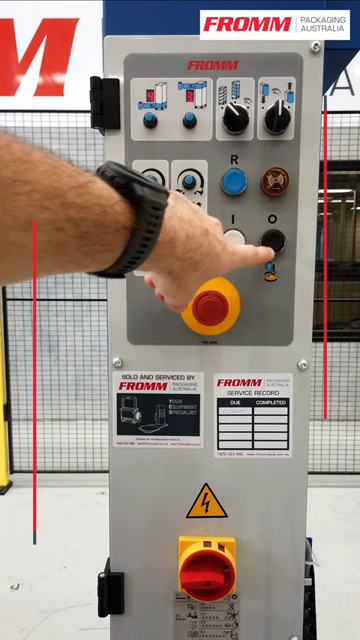 FROMM
PACKAGING
AUSTRALIA
M
FROMM
R
I
O
SOLD AND SERVICED BY
FROMM
PACKAGING
AUSTRALIA
YOUR
EQUIPMENT
SPECIALIST
FROMM
PACKAGING
AUSTRALIA
SERVICE RECORD
DUE
COMPLETED